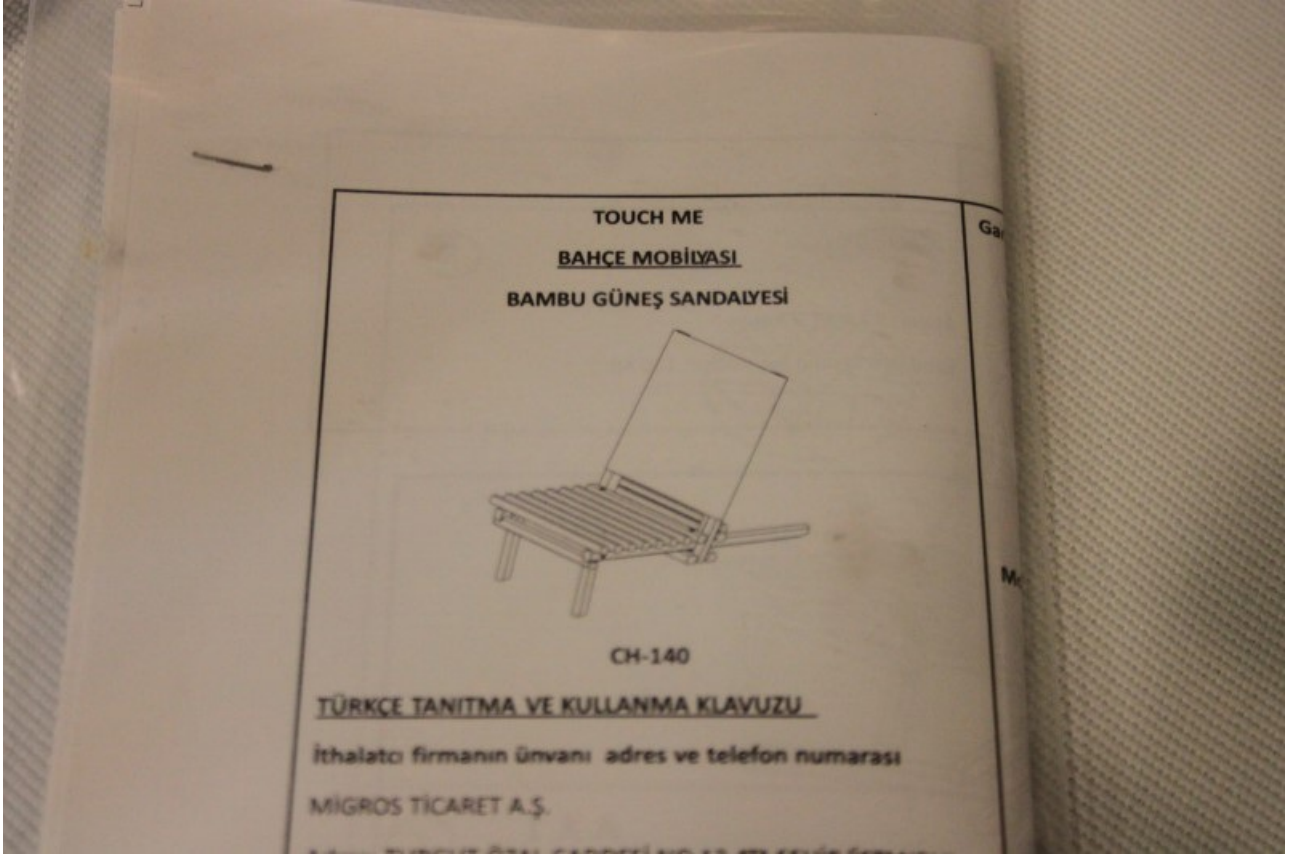 TOUCH ME
BAHÇE MOBİLYASI
BAMBU GÜNEŞ SANDALYESİ
CH-140
TÜRKÇE TANITMA VE KULLANMA KLAVUZU
İthalatcı firmanın ünvanı adres ve telefon numarası
MİGROS TİCARET A.Ş.